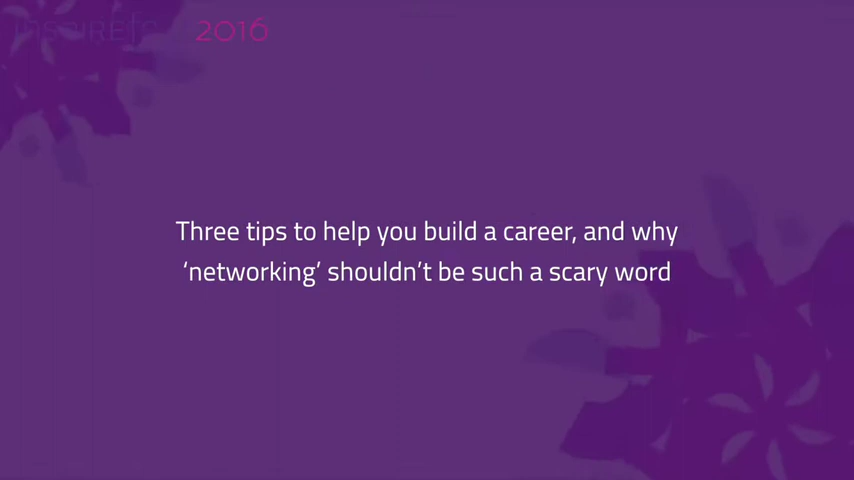 2016
Three tips to help you build a career, and why
‘networking’ shouldn’t be such a scary word